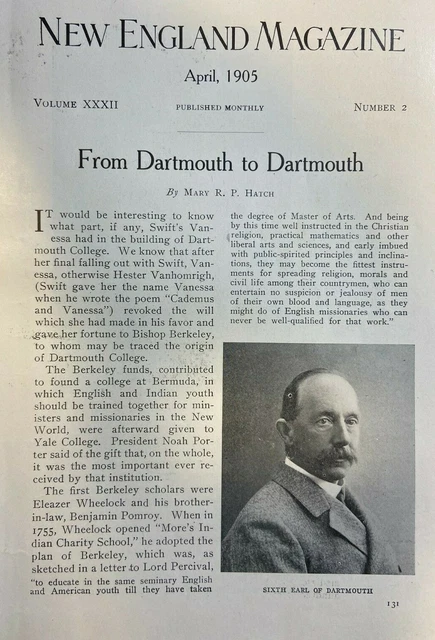 NEW ENGLAND MAGAZINE
April, 1905
VOLUME XXXII PUBLISHED MONTHLY NUMBER 2
From Dartmouth to Dartmouth
By MARY R. P. HATCH
IT would be interesting to know
what part, if any, Swift's Van-
essa had in the building of Dart-
mouth College. We know that after
her final falling out with Swift, Van-
essa, otherwise Hester Vanhomrigh,
(Swift gave her the name Vanessa
when he wrote the poem "Cademus
and Vanessa") revoked the will
which she had made in his favor and
gave her fortune to Bishop Berkeley,
to whom may be traced the origin
of Dartmouth College.
The Berkeley funds, contributed
to found a college at Bermuda, in
which English and Indian youth
should be trained together for min-
isters and missionaries in the New
World, were afterward given to
Yale College. President Noah Por-
ter said of the gift that, on the whole,
it was the most important ever re-
ceived by that institution.
The first Berkeley scholars were
Eleazer Wheelock and his brother-
in-law, Benjamin Pomroy. When in
1755, Wheelock opened "More's In-
dian Charity School," he adopted the
plan of Berkeley, which was, as
sketched in a letter to Lord Percival,
"to educate in the same seminary English
and American youth till they have taken
the degree of Master of Arts. And being
by this time well instructed in the Christian
religion, practical mathematics and other
liberal arts and sciences, and early imbued
with public-spirited principles and inclina-
tions, they may become the fittest instru-
ments for spreading religion, morals and
civil life among their countrymen, who can
entertain no suspicion or jealousy of men
of their own blood and language, as they
might do of English missionaries who can
never be well-qualified for that work."
SIXTH EARL OF DARTMOUTH
131